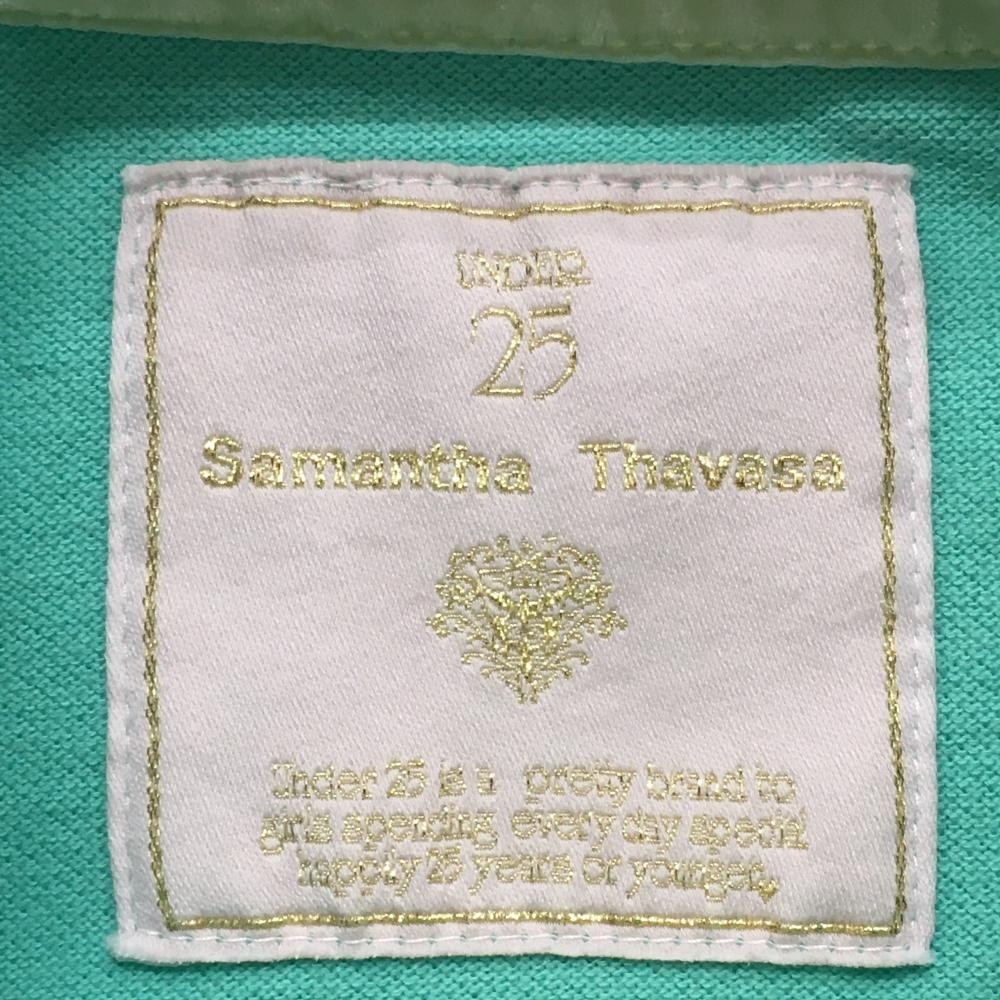 UNDER
25
Samantha Thavasa
Under 25 is a pretty brand to
girls spending every day special
happily 25 years or younger.